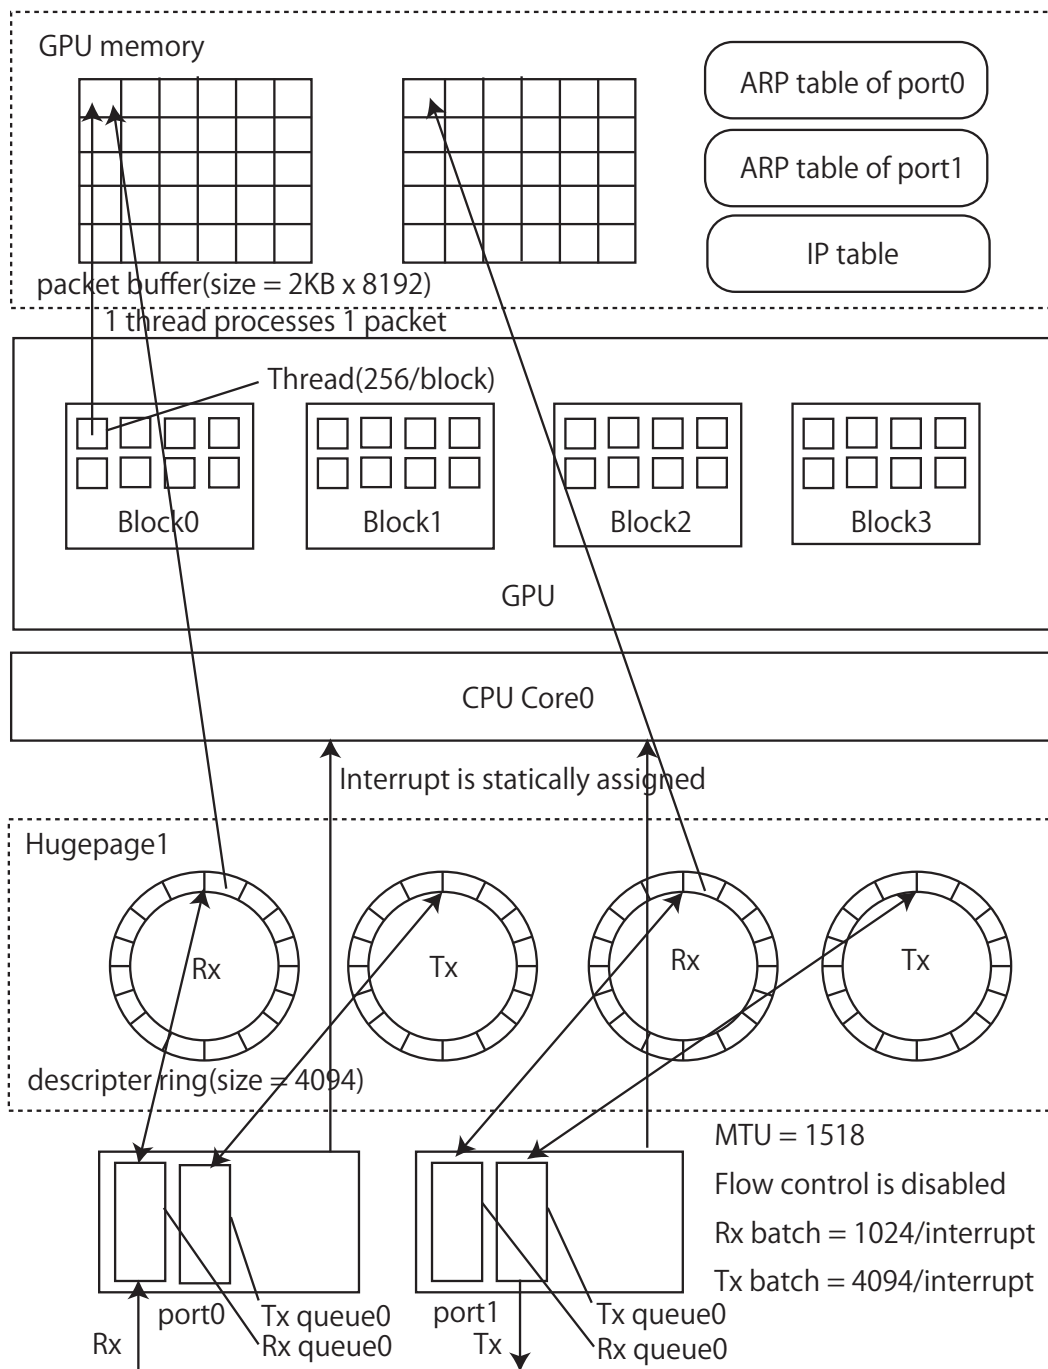 GPU memory
ARP table of port0
ARP table of port1
IP table
packet buffer(size = 2KB x 8192)
1 thread processes 1 packet
Thread(256/block)
Block0
Block1
Block2
Block3
GPU
CPU Core0
Interrupt is statically assigned
Hugepage1
Rx
Tx
Rx
Tx
descripter ring(size = 4094)
MTU = 1518
Flow control is disabled
Rx batch = 1024/interrupt
Tx batch = 4094/interrupt
port0
Tx queue0
Rx queue0
Rx
port1
Tx queue0
Rx queue0
Tx